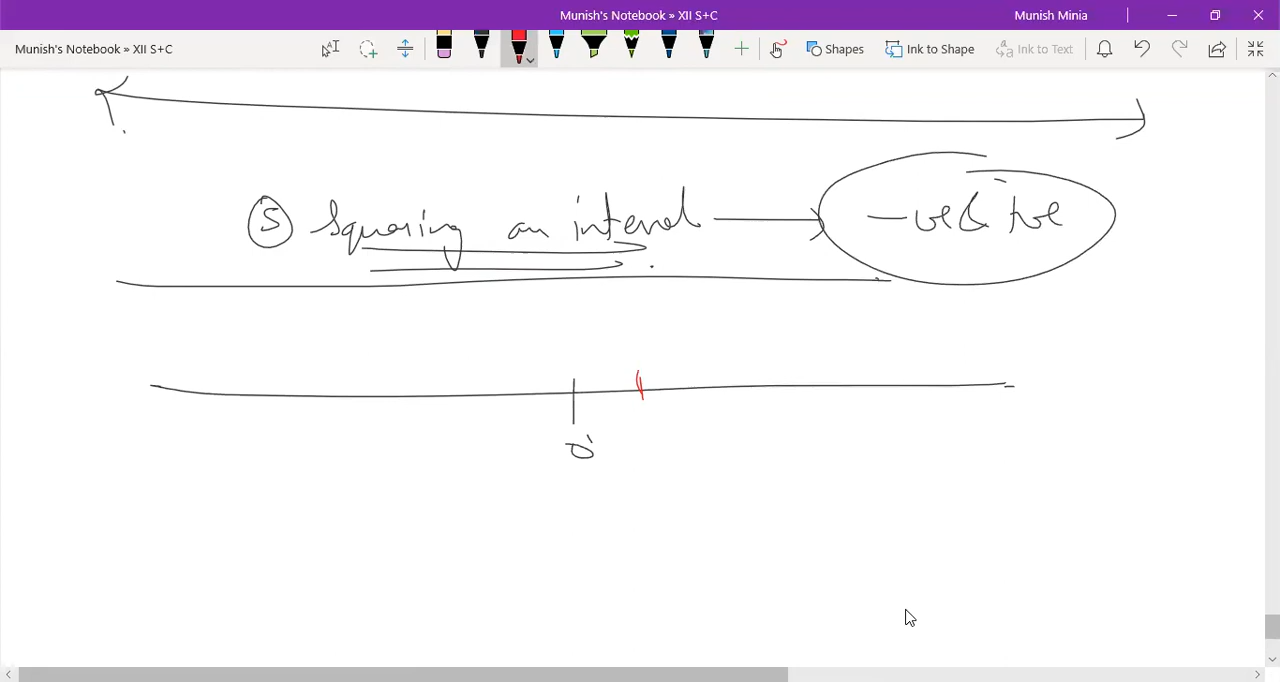 Munish's Notebook » XII S+C
Munish Minia
Munish's Notebook » XII S+C
Shapes
Ink to Shape
Ink to Text
⑤ Squaring an interval → -ve & +ve
0